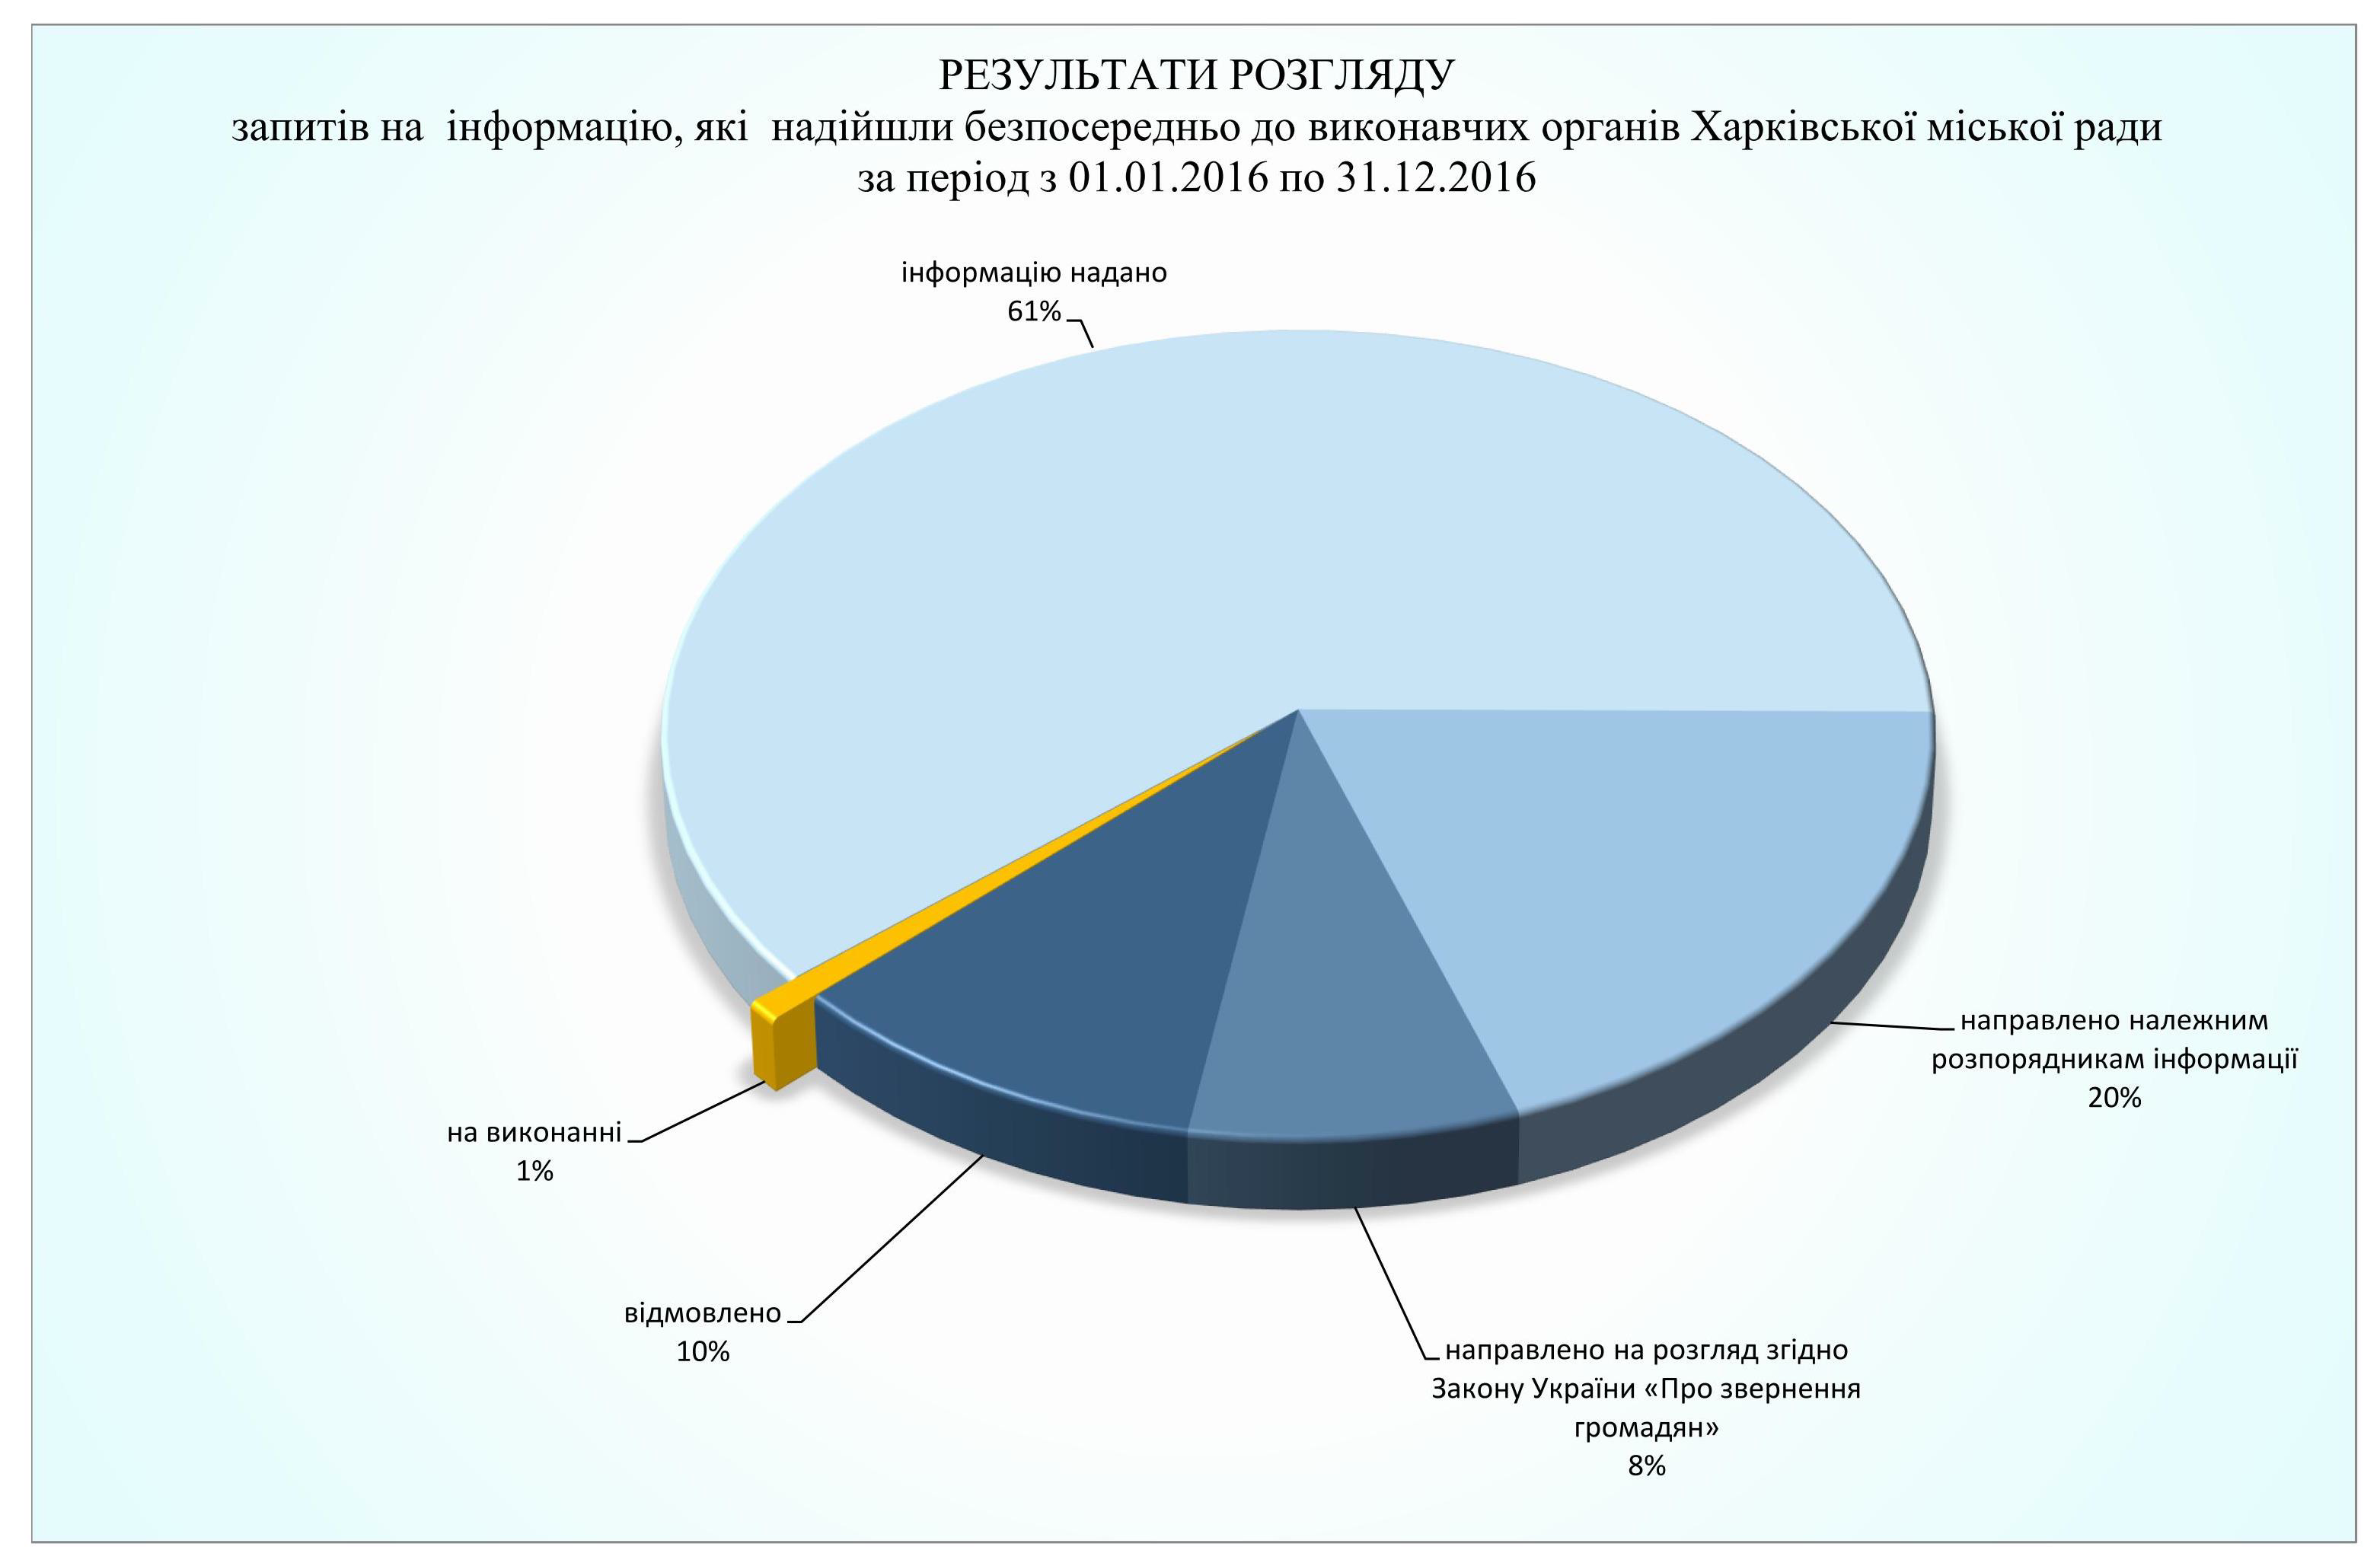 РЕЗУЛЬТАТИ РОЗГЛЯДУ
запитів на  інформацію, які  надійшли безпосередньо до виконавчих органів Харківської міської ради
за період з 01.01.2016 по 31.12.2016
інформацію надано
61%
направлено належним
розпорядникам інформації
20%
на виконанні
1%
відмовлено
10%
направлено на розгляд згідно
Закону України «Про звернення
громадян»
8%